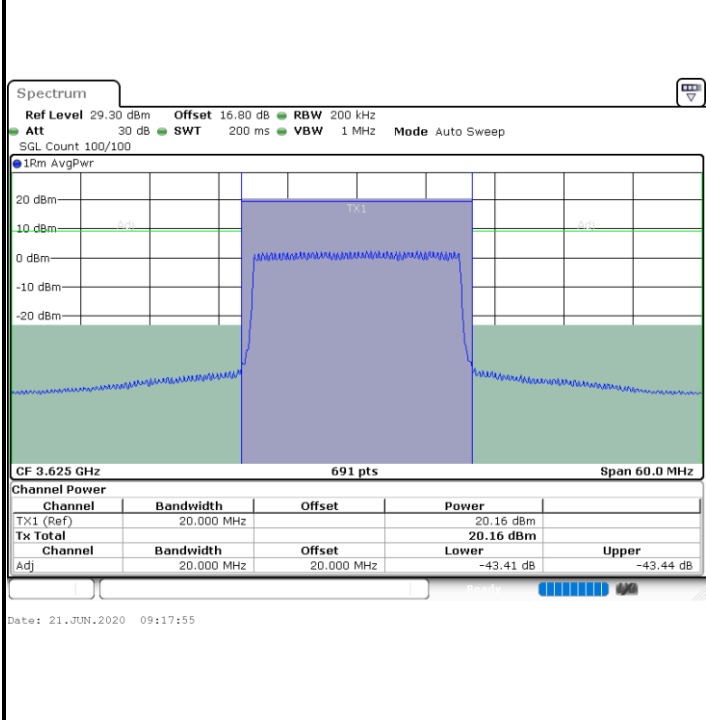 Spectrum
Ref Level 29.30 dBm Offset 16.80 dB RBW 200 kHz
Att 30 dB SWT 200 ms VBW 1 MHz Mode Auto Sweep
SGL Count 100/100
1Rm AvgPwr
20 dBm
TX1
10 dBm
Adj
Adj
0 dBm
-10 dBm
-20 dBm
CF 3.625 GHz 691 pts Span 60.0 MHz
Channel Power
Channel Bandwidth Offset Power
TX1 (Ref) 20.000 MHz 20.16 dBm
Tx Total 20.16 dBm
Channel Bandwidth Offset Lower Upper
Adj 20.000 MHz 20.000 MHz -43.41 dB -43.44 dB
Ready
Date: 21.JUN.2020 09:17:55